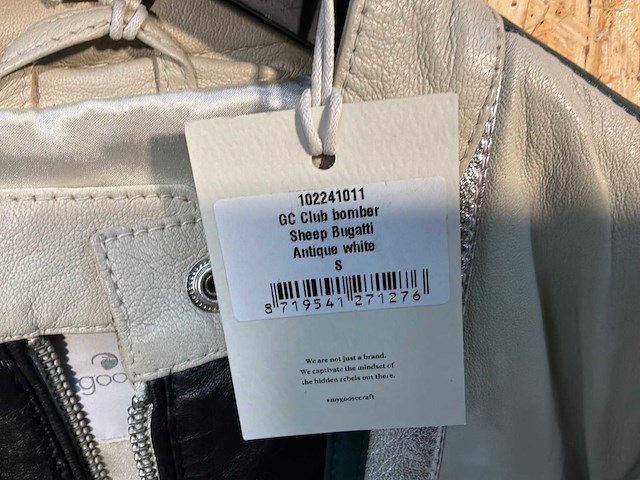 102241011
GC Club bomber
Sheep Bugatti
Antique white
S
8 719541 271276
We are not just a brand.
We captivate the mindset of
the hidden rebels out there.
#mygoosecraft
goo